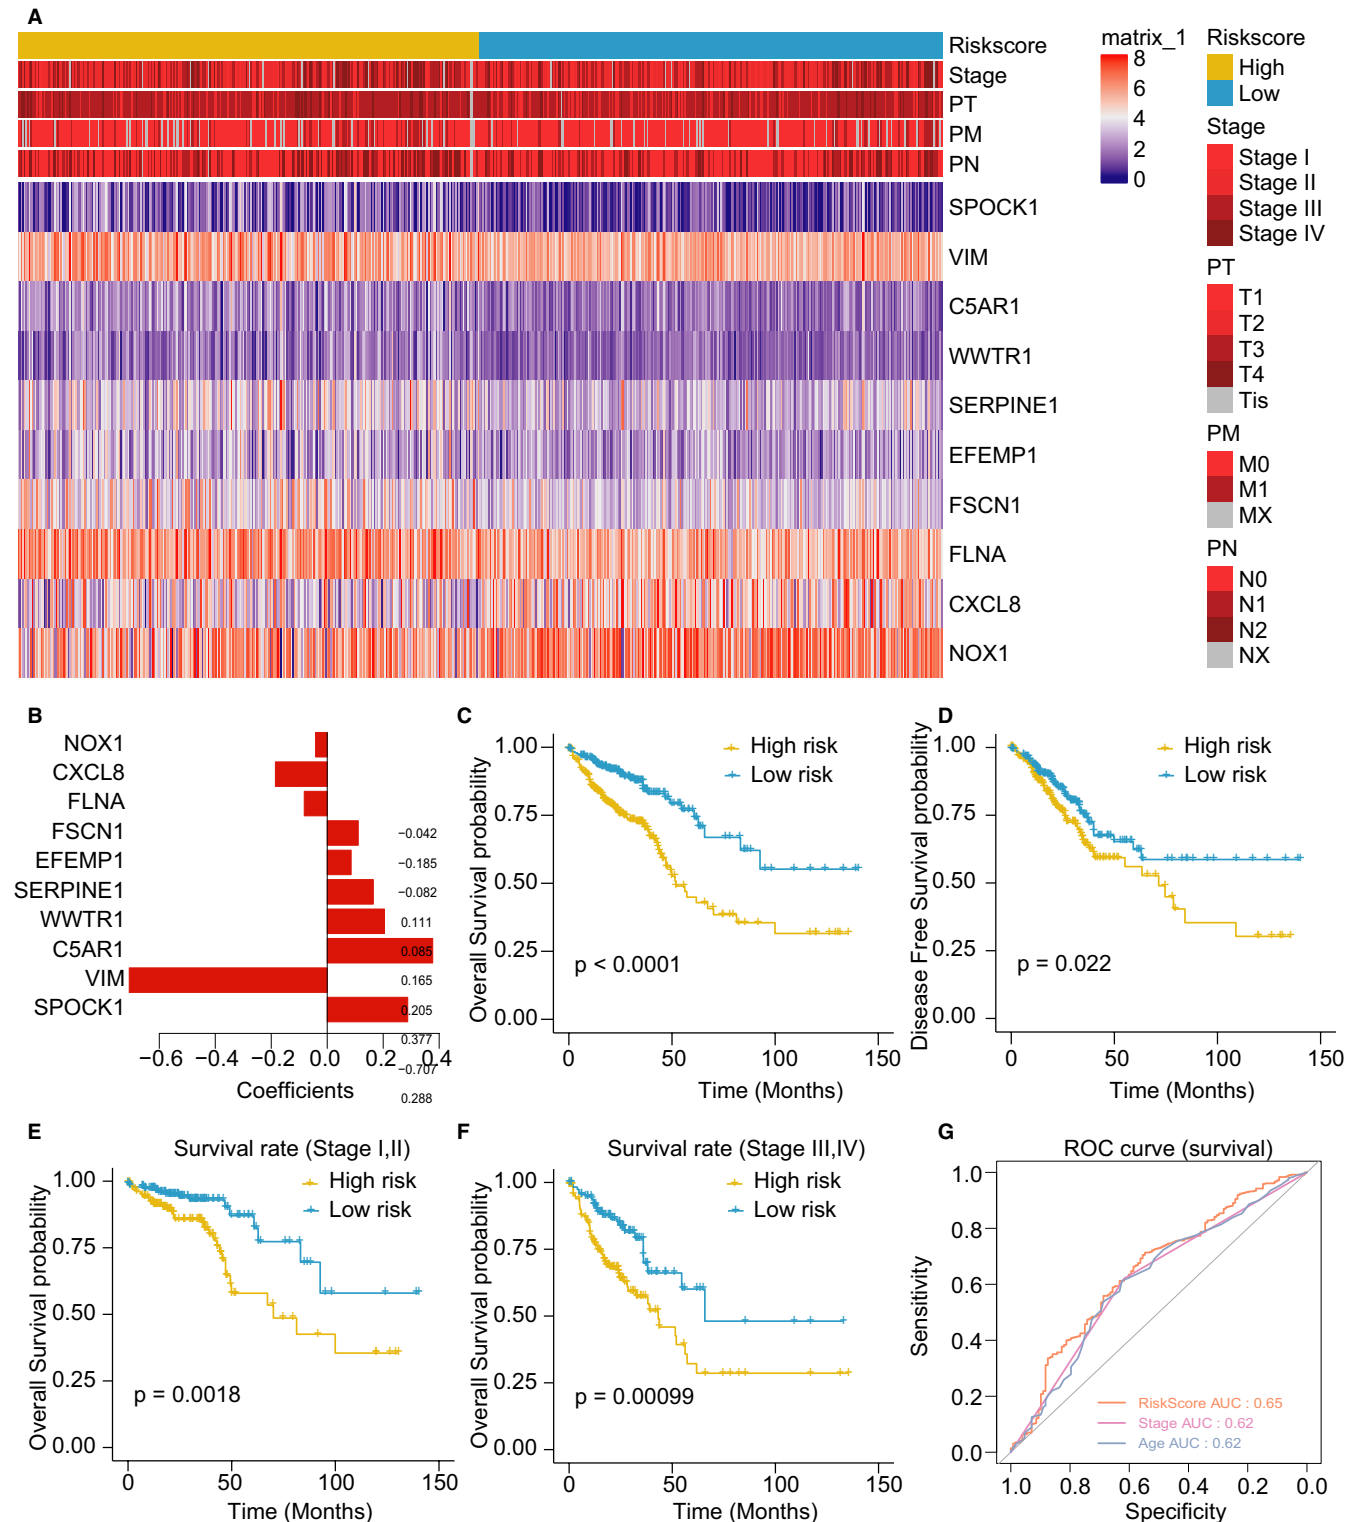 A
Riskscore
Stage
PT
PM
PN
SPOCK1
VIM
C5AR1
WWTR1
SERPINE1
EFEMP1
FSCN1
FLNA
CXCL8
NOX1
matrix_1
8
6
4
2
0
Riskscore
High
Low
Stage
Stage I
Stage II
Stage III
Stage IV
PT
T1
T2
T3
T4
Tis
PM
M0
M1
MX
PN
N0
N1
N2
NX
B
NOX1
CXCL8
FLNA
FSCN1
EFEMP1
SERPINE1
WWTR1
C5AR1
VIM
SPOCK1
−0.042
−0.185
−0.082
0.111
0.085
0.165
0.205
0.377
−0.707
0.288
−0.6 −0.4 −0.2 0.0 0.2 0.4
Coefficients
C
Overall Survival probability
1.00
0.75
0.50
0.25
0.00
High risk
Low risk
p < 0.0001
0 50 100 150
Time (Months)
D
Disease Free Survival probability
1.00
0.75
0.50
0.25
0.00
High risk
Low risk
p = 0.022
0 50 100 150
Time (Months)
E
Survival rate (Stage I,II)
Overall Survival probability
1.00
0.75
0.50
0.25
0.00
High risk
Low risk
p = 0.0018
0 50 100 150
Time (Months)
F
Survival rate (Stage III,IV)
Overall Survival probability
1.00
0.75
0.50
0.25
0.00
High risk
Low risk
p = 0.00099
0 50 100 150
Time (Months)
G
ROC curve (survival)
Sensitivity
1.0
0.8
0.6
0.4
0.2
0.0
RiskScore AUC : 0.65
Stage AUC : 0.62
Age AUC : 0.62
1.0 0.8 0.6 0.4 0.2 0.0
Specificity